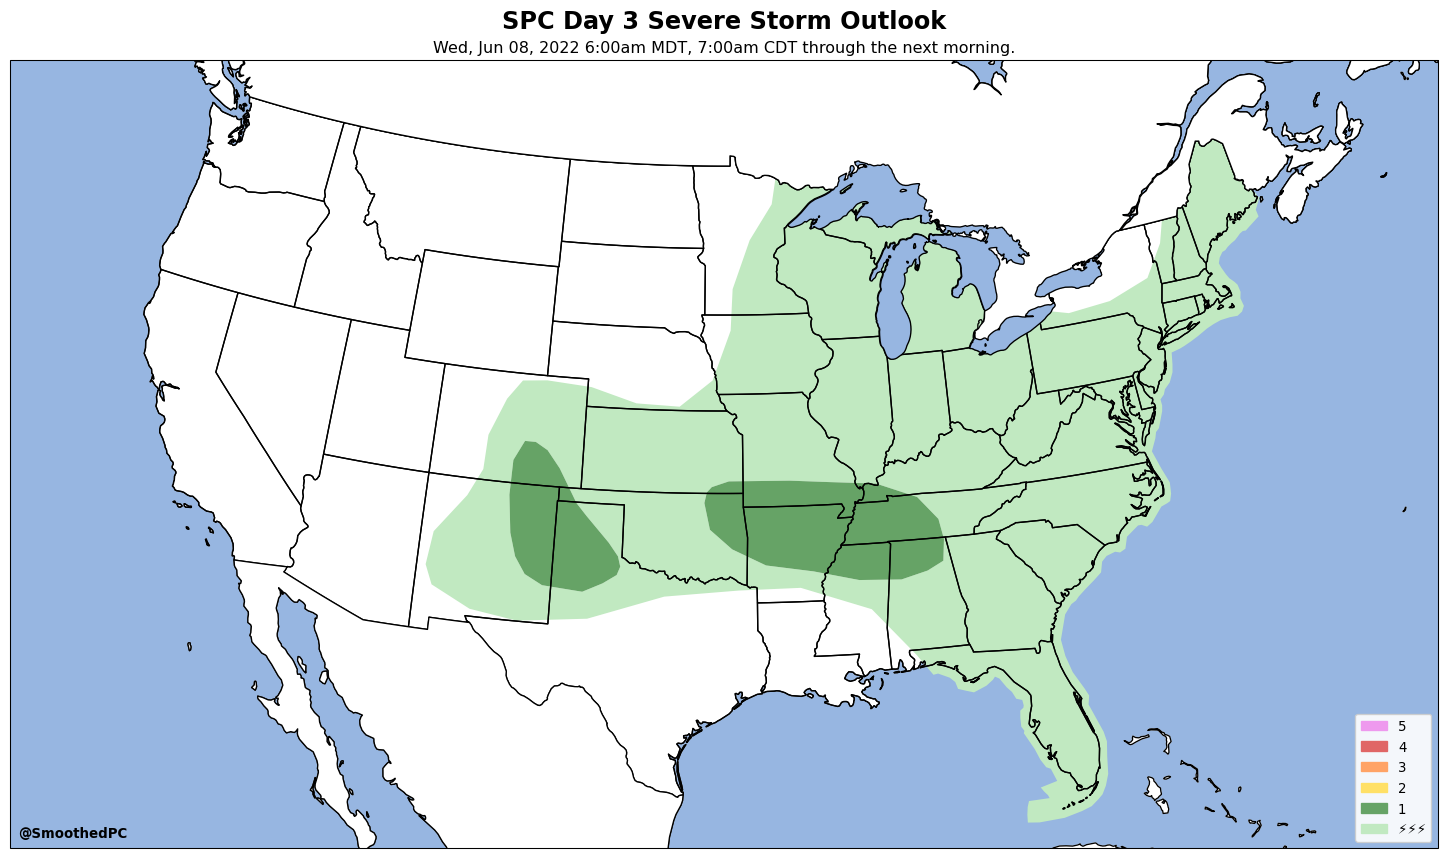 SPC Day 3 Severe Storm Outlook
Wed, Jun 08, 2022 6:00am MDT, 7:00am CDT through the next morning.
5
4
3
2
1
⚡⚡⚡
@SmoothedPC